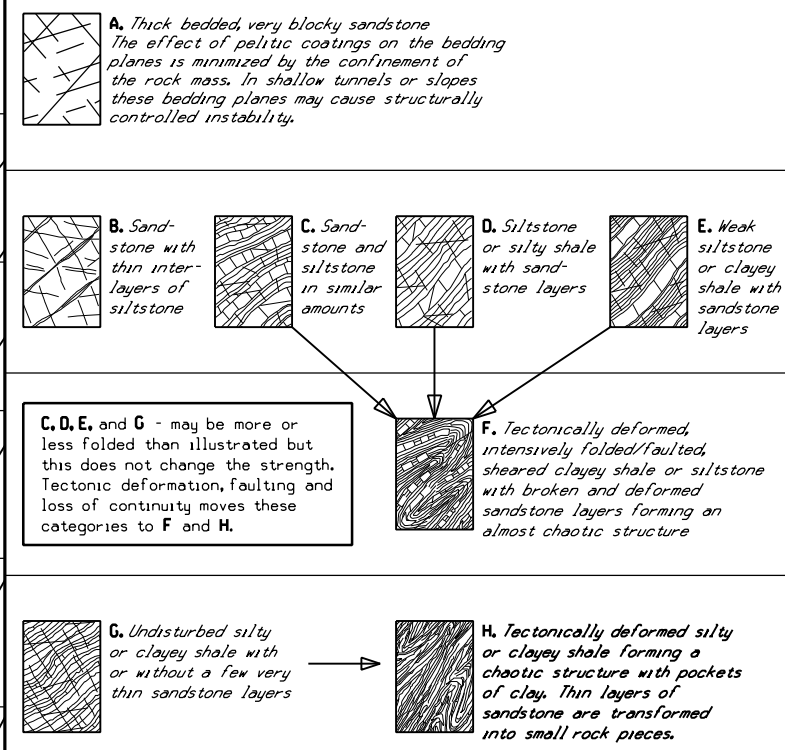 A. Thick bedded, very blocky sandstone
The effect of pelitic coatings on the bedding
planes is minimized by the confinement of
the rock mass. In shallow tunnels or slopes
these bedding planes may cause structurally
controlled instability.
B. Sand-
stone with
thin inter-
layers of
siltstone
C. Sand-
stone and
siltstone
in similar
amounts
D. Siltstone
or silty shale
with sand-
stone layers
E. Weak
siltstone
or clayey
shale with
sandstone
layers
C, D, E, and G - may be more or
less folded than illustrated but
this does not change the strength.
Tectonic deformation, faulting and
loss of continuity moves these
categories to F and H.
F. Tectonically deformed,
intensively folded/faulted,
sheared clayey shale or siltstone
with broken and deformed
sandstone layers forming an
almost chaotic structure
G. Undisturbed silty
or clayey shale with
or without a few very
thin sandstone layers
H. Tectonically deformed silty
or clayey shale forming a
chaotic structure with pockets
of clay. Thin layers of
sandstone are transformed
into small rock pieces.